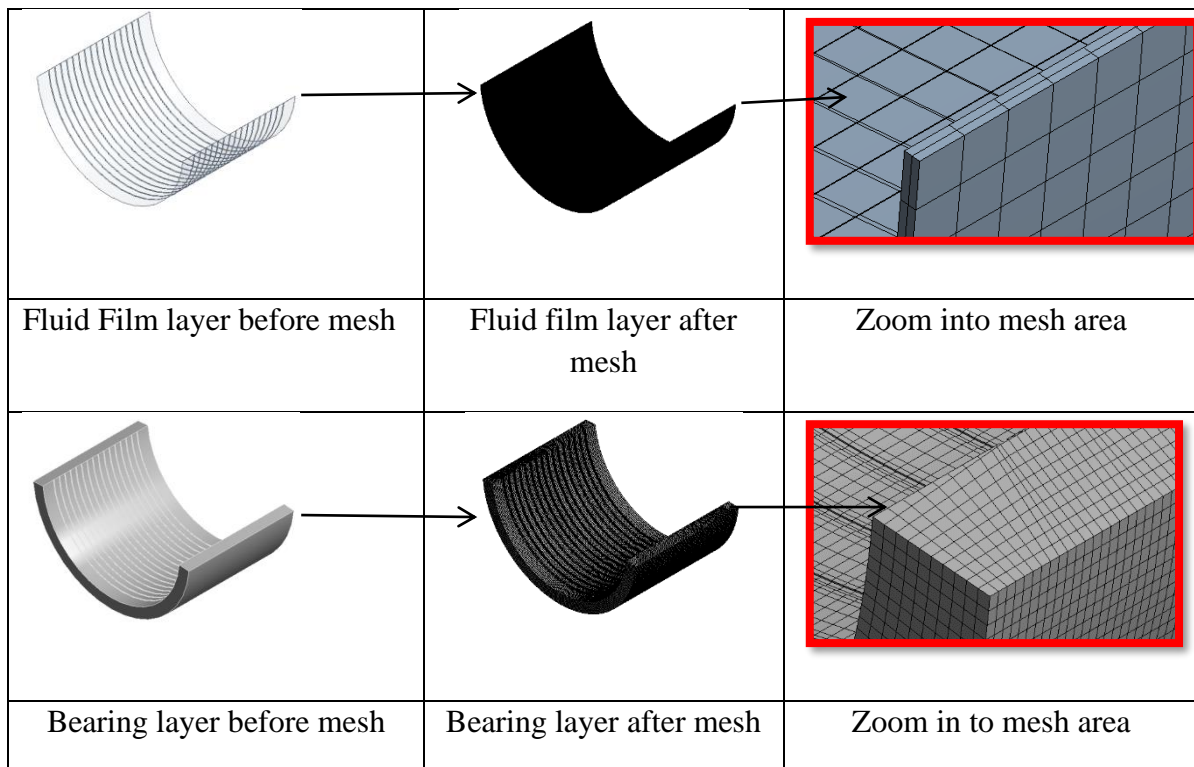 Fluid Film layer before mesh
Fluid film layer after
mesh
Zoom into mesh area
Bearing layer before mesh
Bearing layer after mesh
Zoom in to mesh area